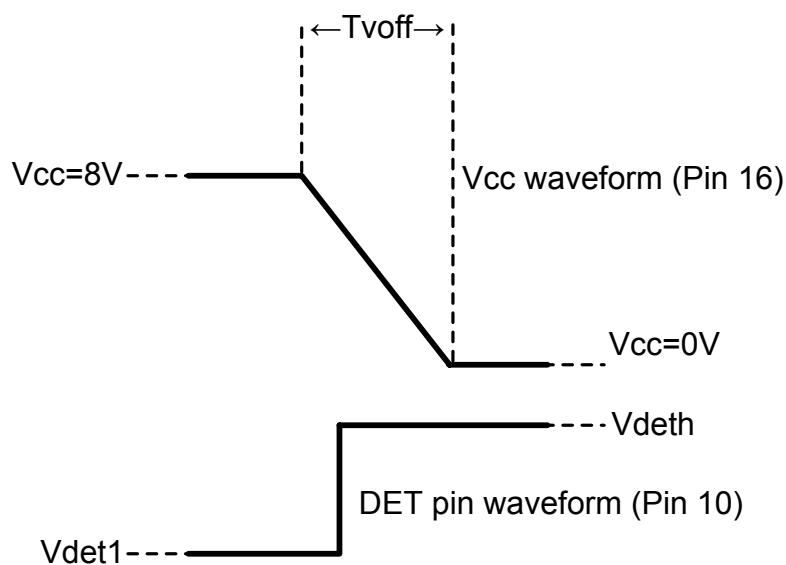 ←Tvoff→
Vcc=8V
Vcc waveform (Pin 16)
Vcc=0V
Vdeth
DET pin waveform (Pin 10)
Vdet1